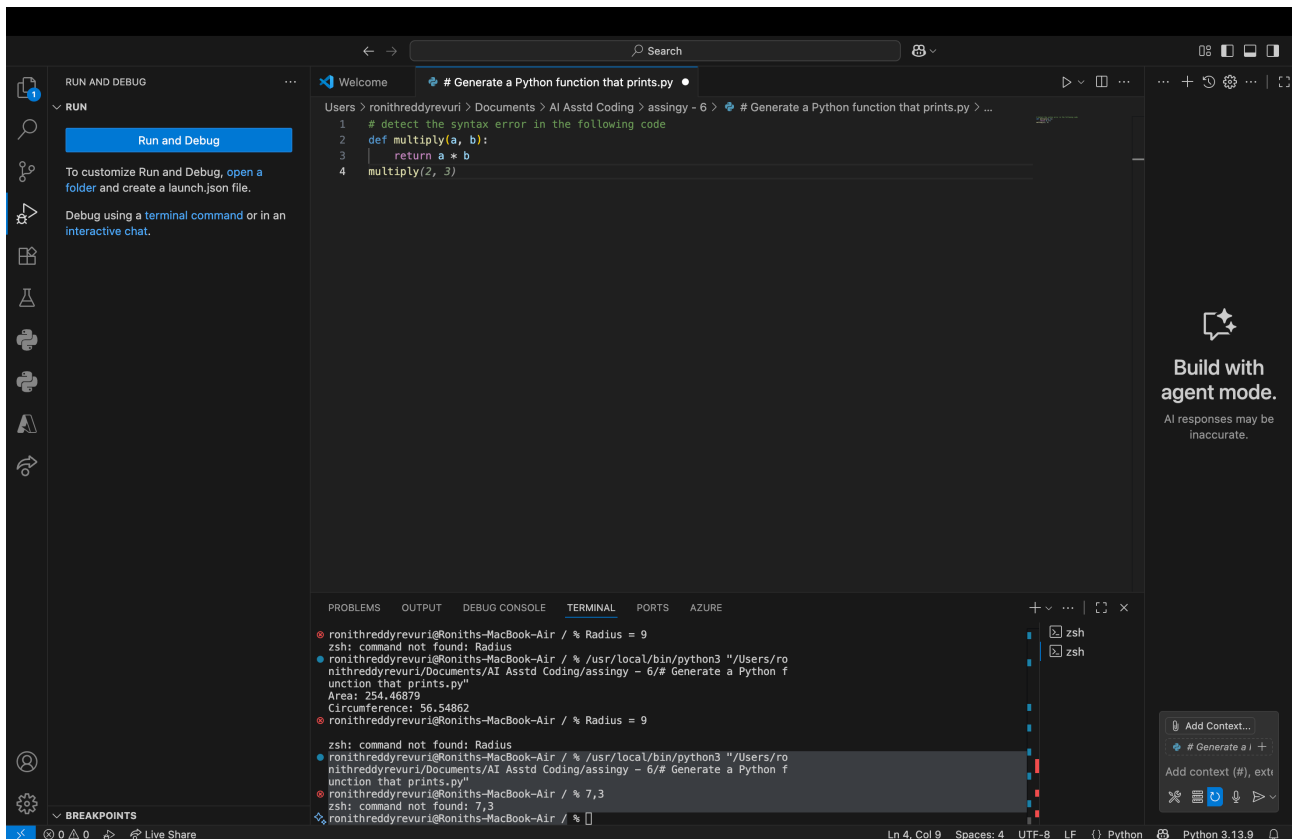 Search
RUN AND DEBUG
RUN
Run and Debug
To customize Run and Debug, open a
folder and create a launch.json file.
Debug using a terminal command or in an
interactive chat.
BREAKPOINTS
Welcome
# Generate a Python function that prints.py
Users > ronithreddyrevuri > Documents > AI Asstd Coding > assingy - 6 > # Generate a Python function that prints.py > ...
1 # detect the syntax error in the following code
2 def multiply(a, b):
3 return a * b
4 multiply(2, 3)
PROBLEMS OUTPUT DEBUG CONSOLE TERMINAL PORTS AZURE
ronithreddyrevuri@Roniths-MacBook-Air / % Radius = 9
zsh: command not found: Radius
ronithreddyrevuri@Roniths-MacBook-Air / % /usr/local/bin/python3 "/Users/ro
nithreddyrevuri/Documents/AI Asstd Coding/assingy - 6/# Generate a Python f
unction that prints.py"
Area: 254.46879
Circumference: 56.54862
ronithreddyrevuri@Roniths-MacBook-Air / % Radius = 9
zsh: command not found: Radius
ronithreddyrevuri@Roniths-MacBook-Air / % /usr/local/bin/python3 "/Users/ro
nithreddyrevuri/Documents/AI Asstd Coding/assingy - 6/# Generate a Python f
unction that prints.py"
ronithreddyrevuri@Roniths-MacBook-Air / % 7,3
zsh: command not found: 7,3
ronithreddyrevuri@Roniths-MacBook-Air / %
zsh
zsh
1
Build with
agent mode.
AI responses may be
inaccurate.
Add Context...
# Generate a
Add context (#), exte
0 0 Live Share
Ln 4, Col 9 Spaces: 4 UTF-8 LF {} Python Python 3.13.9